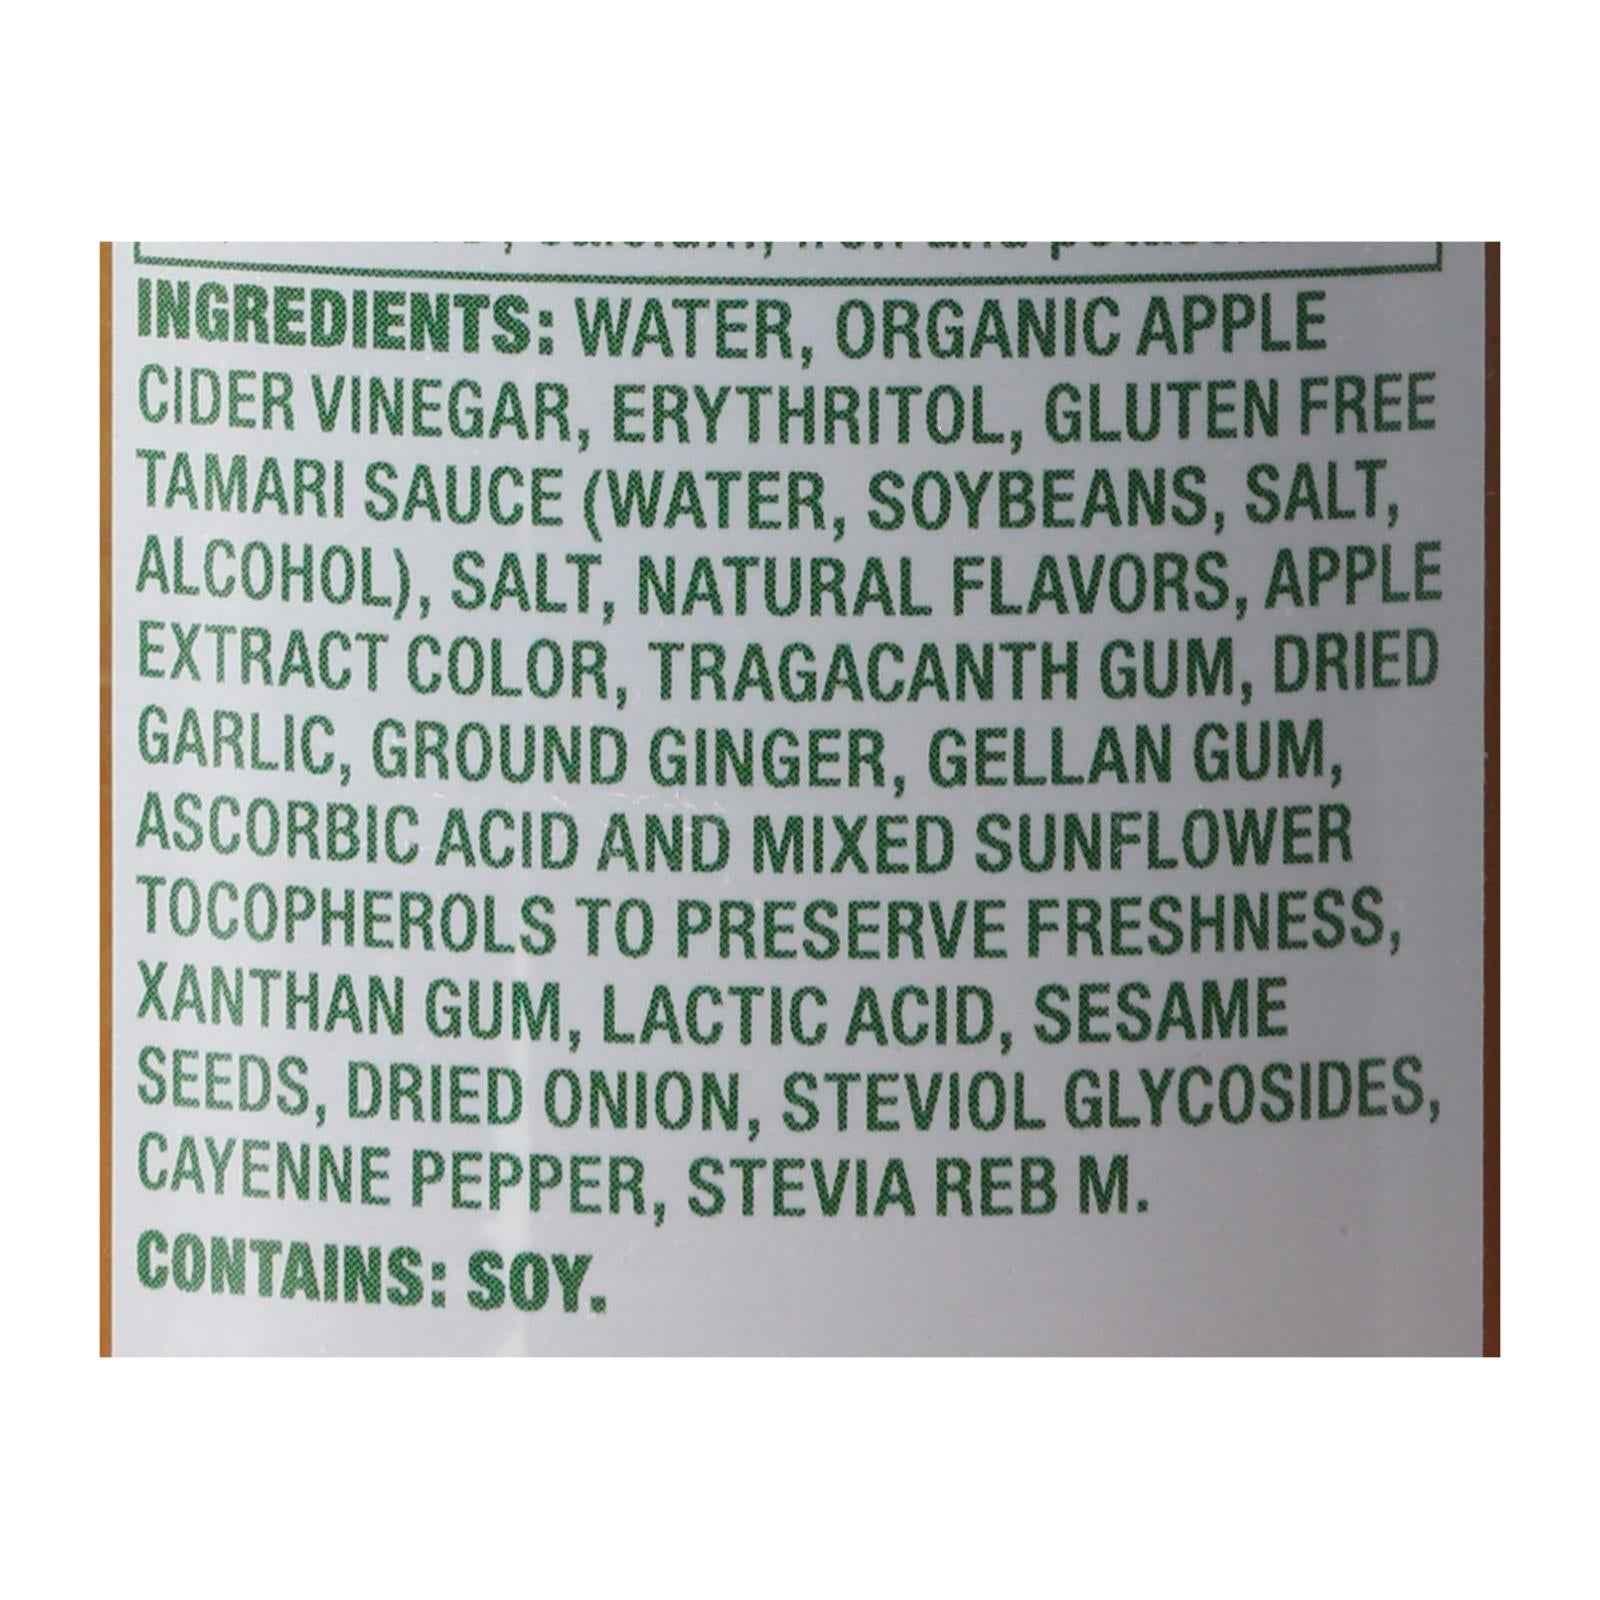 INGREDIENTS: WATER, ORGANIC APPLE
CIDER VINEGAR, ERYTHRITOL, GLUTEN FREE
TAMARI SAUCE (WATER, SOYBEANS, SALT,
ALCOHOL), SALT, NATURAL FLAVORS, APPLE
EXTRACT COLOR, TRAGACANTH GUM, DRIED
GARLIC, GROUND GINGER, GELLAN GUM,
ASCORBIC ACID AND MIXED SUNFLOWER
TOCOPHEROLS TO PRESERVE FRESHNESS,
XANTHAN GUM, LACTIC ACID, SESAME
SEEDS, DRIED ONION, STEVIOL GLYCOSIDES,
CAYENNE PEPPER, STEVIA REB M.
CONTAINS: SOY.